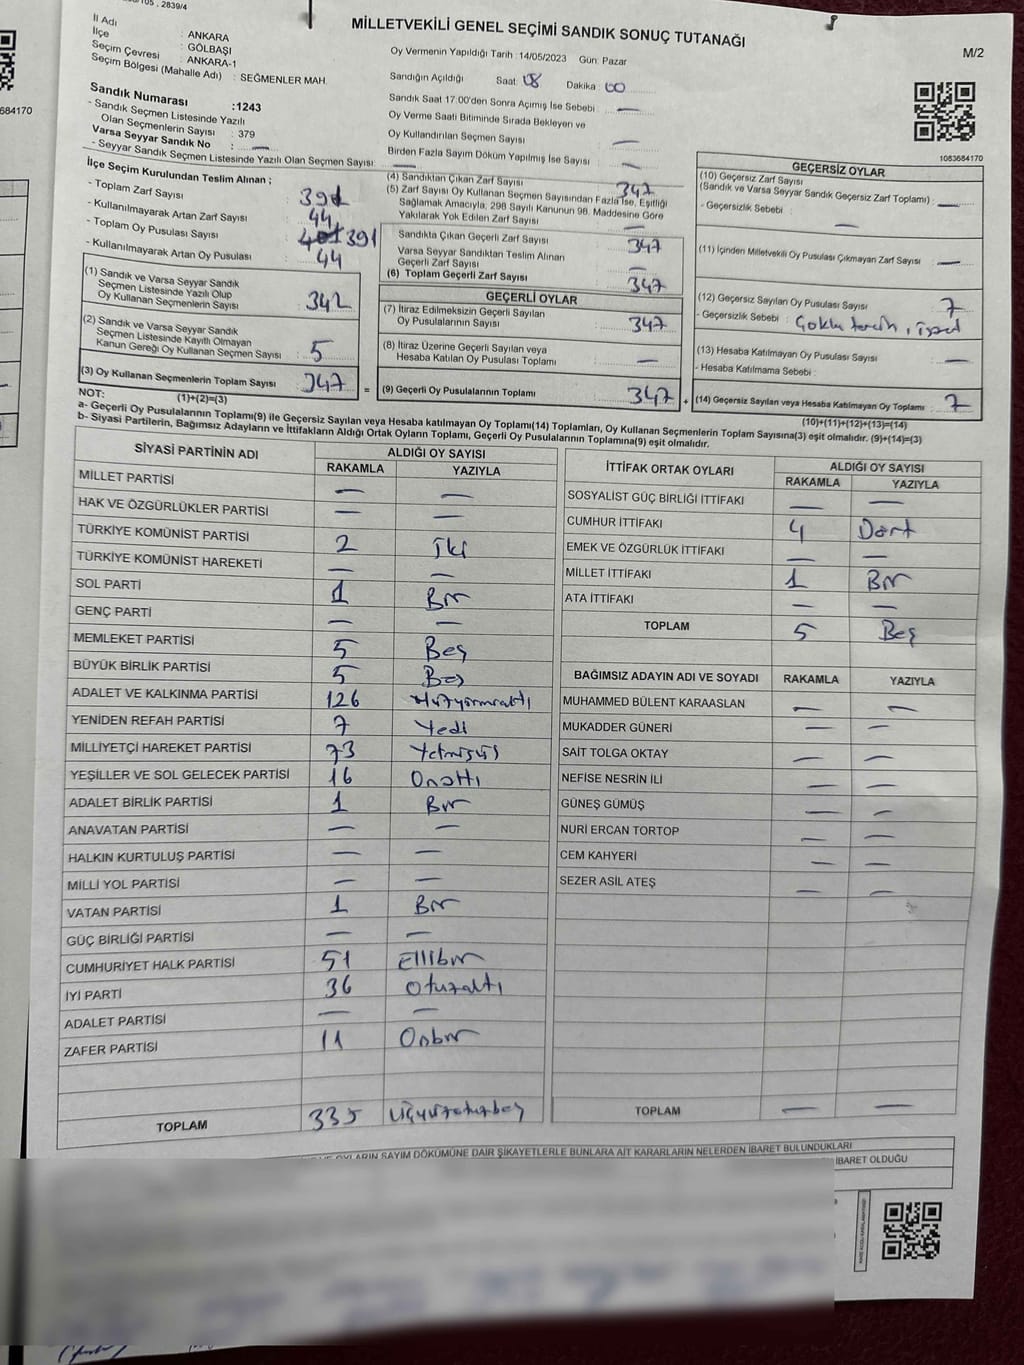 , 2839/4
MİLLETVEKİLİ GENEL SEÇİMİ SANDIK SONUÇ TUTANAĞI
M/2
İl Adı : ANKARA
İlçe : GÖLBAŞI
Seçim Çevresi : ANKARA-1
Seçim Bölgesi (Mahalle Adı) : SEĞMENLER MAH.
Oy Vermenin Yapıldığı Tarih :14/05/2023 Gün: Pazar
Sandığın Açıldığı Saat 08 Dakika 00
Sandık Saat 17:00'den Sonra Açımış İse Sebebi : —
Oy Verme Saati Bitiminde Sırada Bekleyen ve
Oy Kullandırılan Seçmen Sayısı : —
Birden Fazla Sayım Döküm Yapılmış İse Sayısı : —
Sandık Numarası :1243
- Sandık Seçmen Listesinde Yazılı
Olan Seçmenlerin Sayısı : 379
Varsa Seyyar Sandık No : —
- Seyyar Sandık Seçmen Listesinde Yazılı Olan Seçmen Sayısı: —
684170
1083684170
İlçe Seçim Kurulundan Teslim Alınan ;
- Toplam Zarf Sayısı : 391
- Kullanılmayarak Artan Zarf Sayısı : 44
- Toplam Oy Pusulası Sayısı : 401 391
- Kullanılmayarak Artan Oy Pusulası : 44
(1) Sandık ve Varsa Seyyar Sandık
Seçmen Listesinde Yazılı Olup
Oy Kullanan Seçmenlerin Sayısı : 342
(2) Sandık ve Varsa Seyyar Sandık
Seçmen Listesinde Kayıtlı Olmayan
Kanun Gereği Oy Kullanan Seçmen Sayısı : 5
(3) Oy Kullanan Seçmenlerin Toplam Sayısı : 347
(1)+(2)=(3)
(4) Sandıktan Çıkan Zarf Sayısı : 347
(5) Zarf Sayısı Oy Kullanan Seçmen Sayısından Fazla İse, Eşitliği
Sağlamak Amacıyla, 298 Sayılı Kanunun 98. Maddesine Göre
Yakılarak Yok Edilen Zarf Sayısı : —
Sandıkta Çıkan Geçerli Zarf Sayısı : 347
Varsa Seyyar Sandıktan Teslim Alınan
Geçerli Zarf Sayısı : —
(6) Toplam Geçerli Zarf Sayısı : 347
GEÇERLİ OYLAR
(7) İtiraz Edilmeksizin Geçerli Sayılan
Oy Pusulalarının Sayısı : 347
(8) İtiraz Üzerine Geçerli Sayılan veya
Hesaba Katılan Oy Pusulası Toplamı : —
= (9) Geçerli Oy Pusulalarının Toplamı : 347 +
GEÇERSİZ OYLAR
(10) Geçersiz Zarf Sayısı
(Sandık ve Varsa Seyyar Sandık Geçersiz Zarf Toplamı) : —
- Geçersizlik Sebebi : —
(11) İçinden Milletvekili Oy Pusulası Çıkmayan Zarf Sayısı : —
(12) Geçersiz Sayılan Oy Pusulası Sayısı : 7
- Geçersizlik Sebebi : Çoklu tercih,
(13) Hesaba Katılmayan Oy Pusulası Sayısı : —
- Hesaba Katılmama Sebebi :
(14) Geçersiz Sayılan veya Hesaba Katılmayan Oy Toplamı : 7
(10)+(11)+(12)+(13)=(14)
NOT:
a- Geçerli Oy Pusulalarının Toplamı(9) ile Geçersiz Sayılan veya Hesaba katılmayan Oy Toplamı(14) Toplamları, Oy Kullanan Seçmenlerin Toplam Sayısına(3) eşit olmalıdır. (9)+(14)=(3)
b- Siyasi Partilerin, Bağımsız Adayların ve İttifakların Aldığı Ortak Oyların Toplamı, Geçerli Oy Pusulalarının Toplamına(9) eşit olmalıdır.
SİYASİ PARTİNİN ADI ALDIĞI OY SAYISI
RAKAMLA YAZIYLA
MİLLET PARTİSİ — —
HAK VE ÖZGÜRLÜKLER PARTİSİ — —
TÜRKİYE KOMÜNİST PARTİSİ 2 İki
TÜRKİYE KOMÜNİST HAREKETİ — —
SOL PARTİ 1 Bir
GENÇ PARTİ — —
MEMLEKET PARTİSİ 5 Beş
BÜYÜK BİRLİK PARTİSİ 5 Beş
ADALET VE KALKINMA PARTİSİ 126
YENİDEN REFAH PARTİSİ 7 Yedi
MİLLİYETÇİ HAREKET PARTİSİ 73 Yetmişüç
YEŞİLLER VE SOL GELECEK PARTİSİ 16 Onaltı
ADALET BİRLİK PARTİSİ 1 Bir
ANAVATAN PARTİSİ — —
HALKIN KURTULUŞ PARTİSİ — —
MİLLİ YOL PARTİSİ — —
VATAN PARTİSİ 1 Bir
GÜÇ BİRLİĞİ PARTİSİ — —
CUMHURİYET HALK PARTİSİ 51 Ellibir
İYİ PARTİ 36 Otuzaltı
ADALET PARTİSİ — —
ZAFER PARTİSİ 11 Onbir
TOPLAM 335 Üçyüzotuzbeş
İTTİFAK ORTAK OYLARI ALDIĞI OY SAYISI
RAKAMLA YAZIYLA
SOSYALİST GÜÇ BİRLİĞİ İTTİFAKI — —
CUMHUR İTTİFAKI 4 Dört
EMEK VE ÖZGÜRLÜK İTTİFAKI — —
MİLLET İTTİFAKI 1 Bir
ATA İTTİFAKI — —
TOPLAM 5 Beş
BAĞIMSIZ ADAYIN ADI VE SOYADI RAKAMLA YAZIYLA
MUHAMMED BÜLENT KARAASLAN — —
MUKADDER GÜNERİ — —
SAİT TOLGA OKTAY — —
NEFİSE NESRİN İLİ — —
GÜNEŞ GÜMÜŞ — —
NURİ ERCAN TORTOP — —
CEM KAHYERİ — —
SEZER ASİL ATEŞ — —
TOPLAM — —
OYLARIN SAYIM DÖKÜMÜNE DAİR ŞİKAYETLERLE BUNLARA AİT KARARLARIN NELERDEN İBARET BULUNDUKLARI
İBARET OLDUĞU